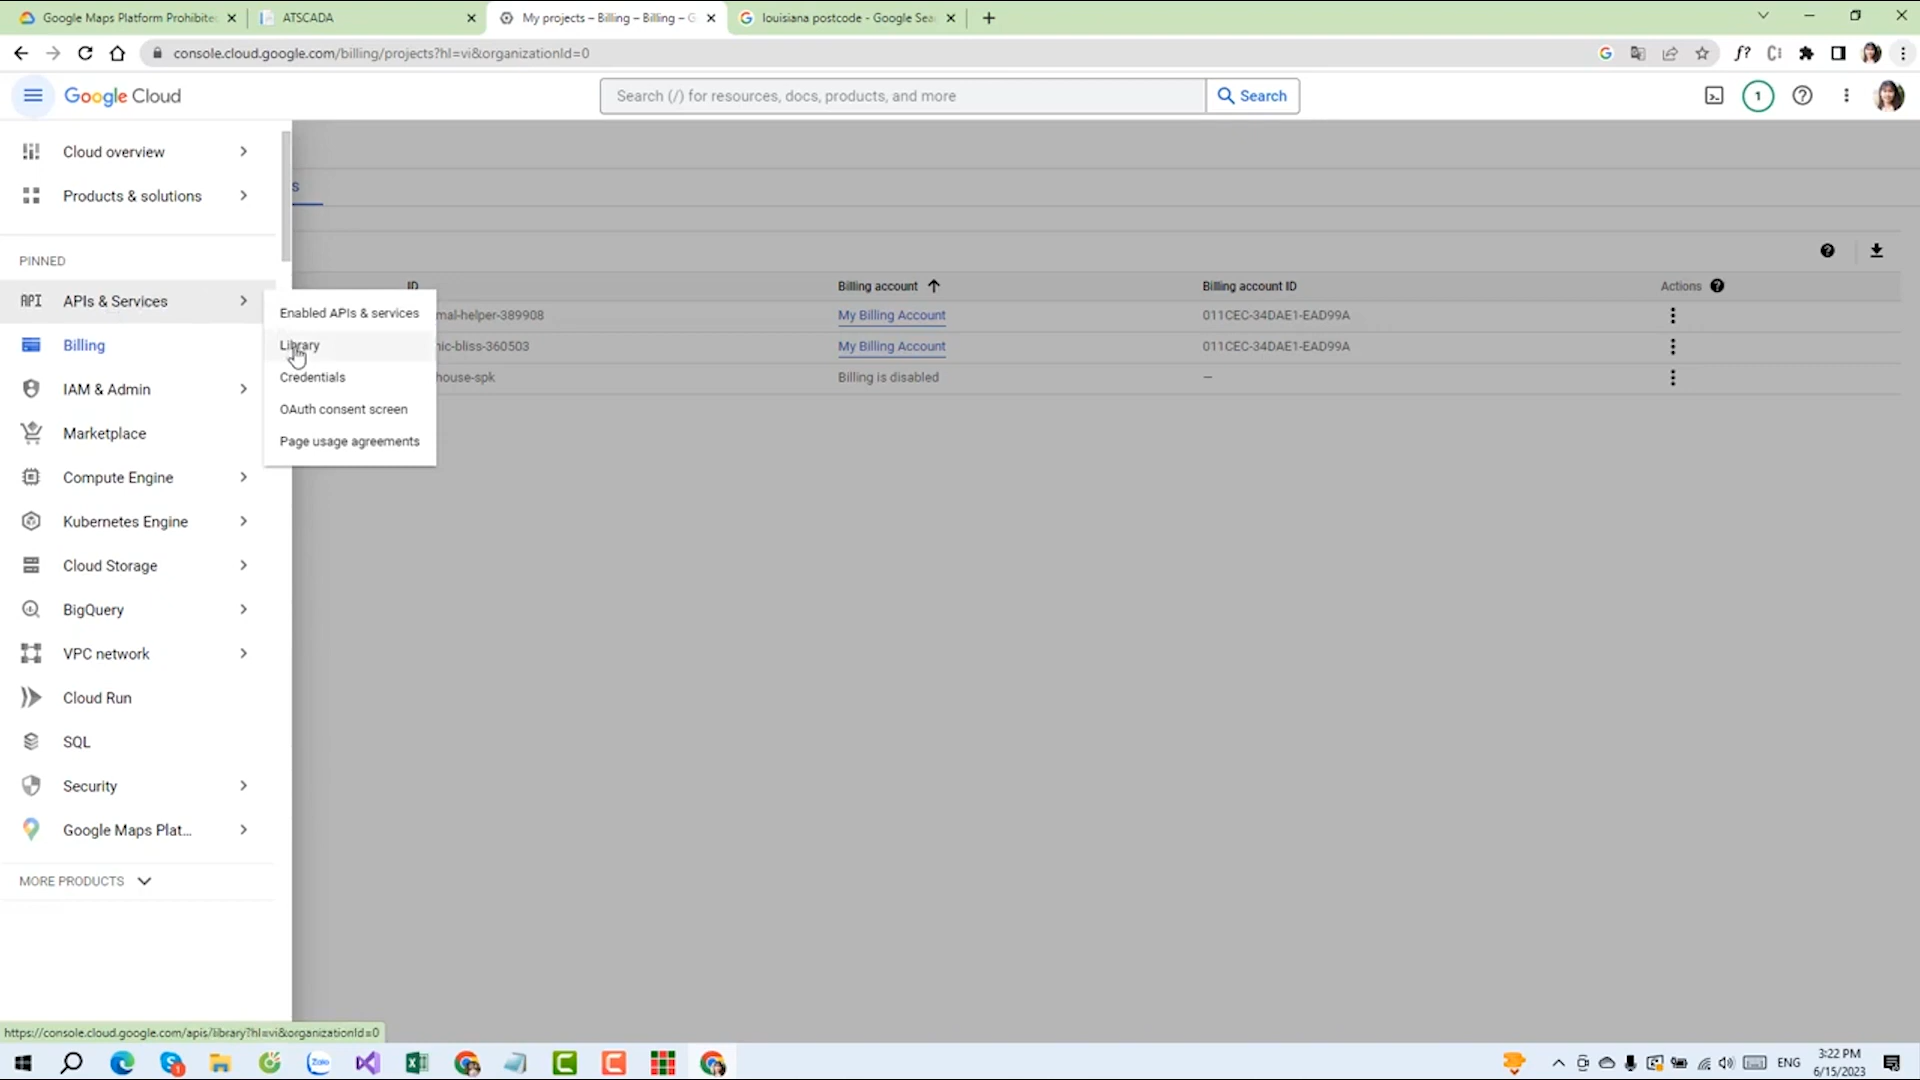 Google Maps Platform Prohibite
ATSCADA
My projects – Billing – Billing – G
louisiana postcode - Google Sea
console.cloud.google.com/billing/projects?hl=vi&organizationId=0
Google Cloud
Search (/) for resources, docs, products, and more
Search
1
Cloud overview
Products & solutions
s
PINNED
API APIs & Services
Billing
IAM & Admin
Marketplace
Compute Engine
Kubernetes Engine
Cloud Storage
BigQuery
VPC network
Cloud Run
SQL
Security
Google Maps Plat...
MORE PRODUCTS
Enabled APIs & services
Library
Credentials
OAuth consent screen
Page usage agreements
ID
Billing account
Billing account ID
Actions
mal-helper-389908
My Billing Account
011CEC-34DAE1-EAD99A
nic-bliss-360503
My Billing Account
011CEC-34DAE1-EAD99A
house-spk
Billing is disabled
—
https://console.cloud.google.com/apis/library?hl=vi&organizationId=0
Zalo
ENG
3:22 PM
6/15/2023